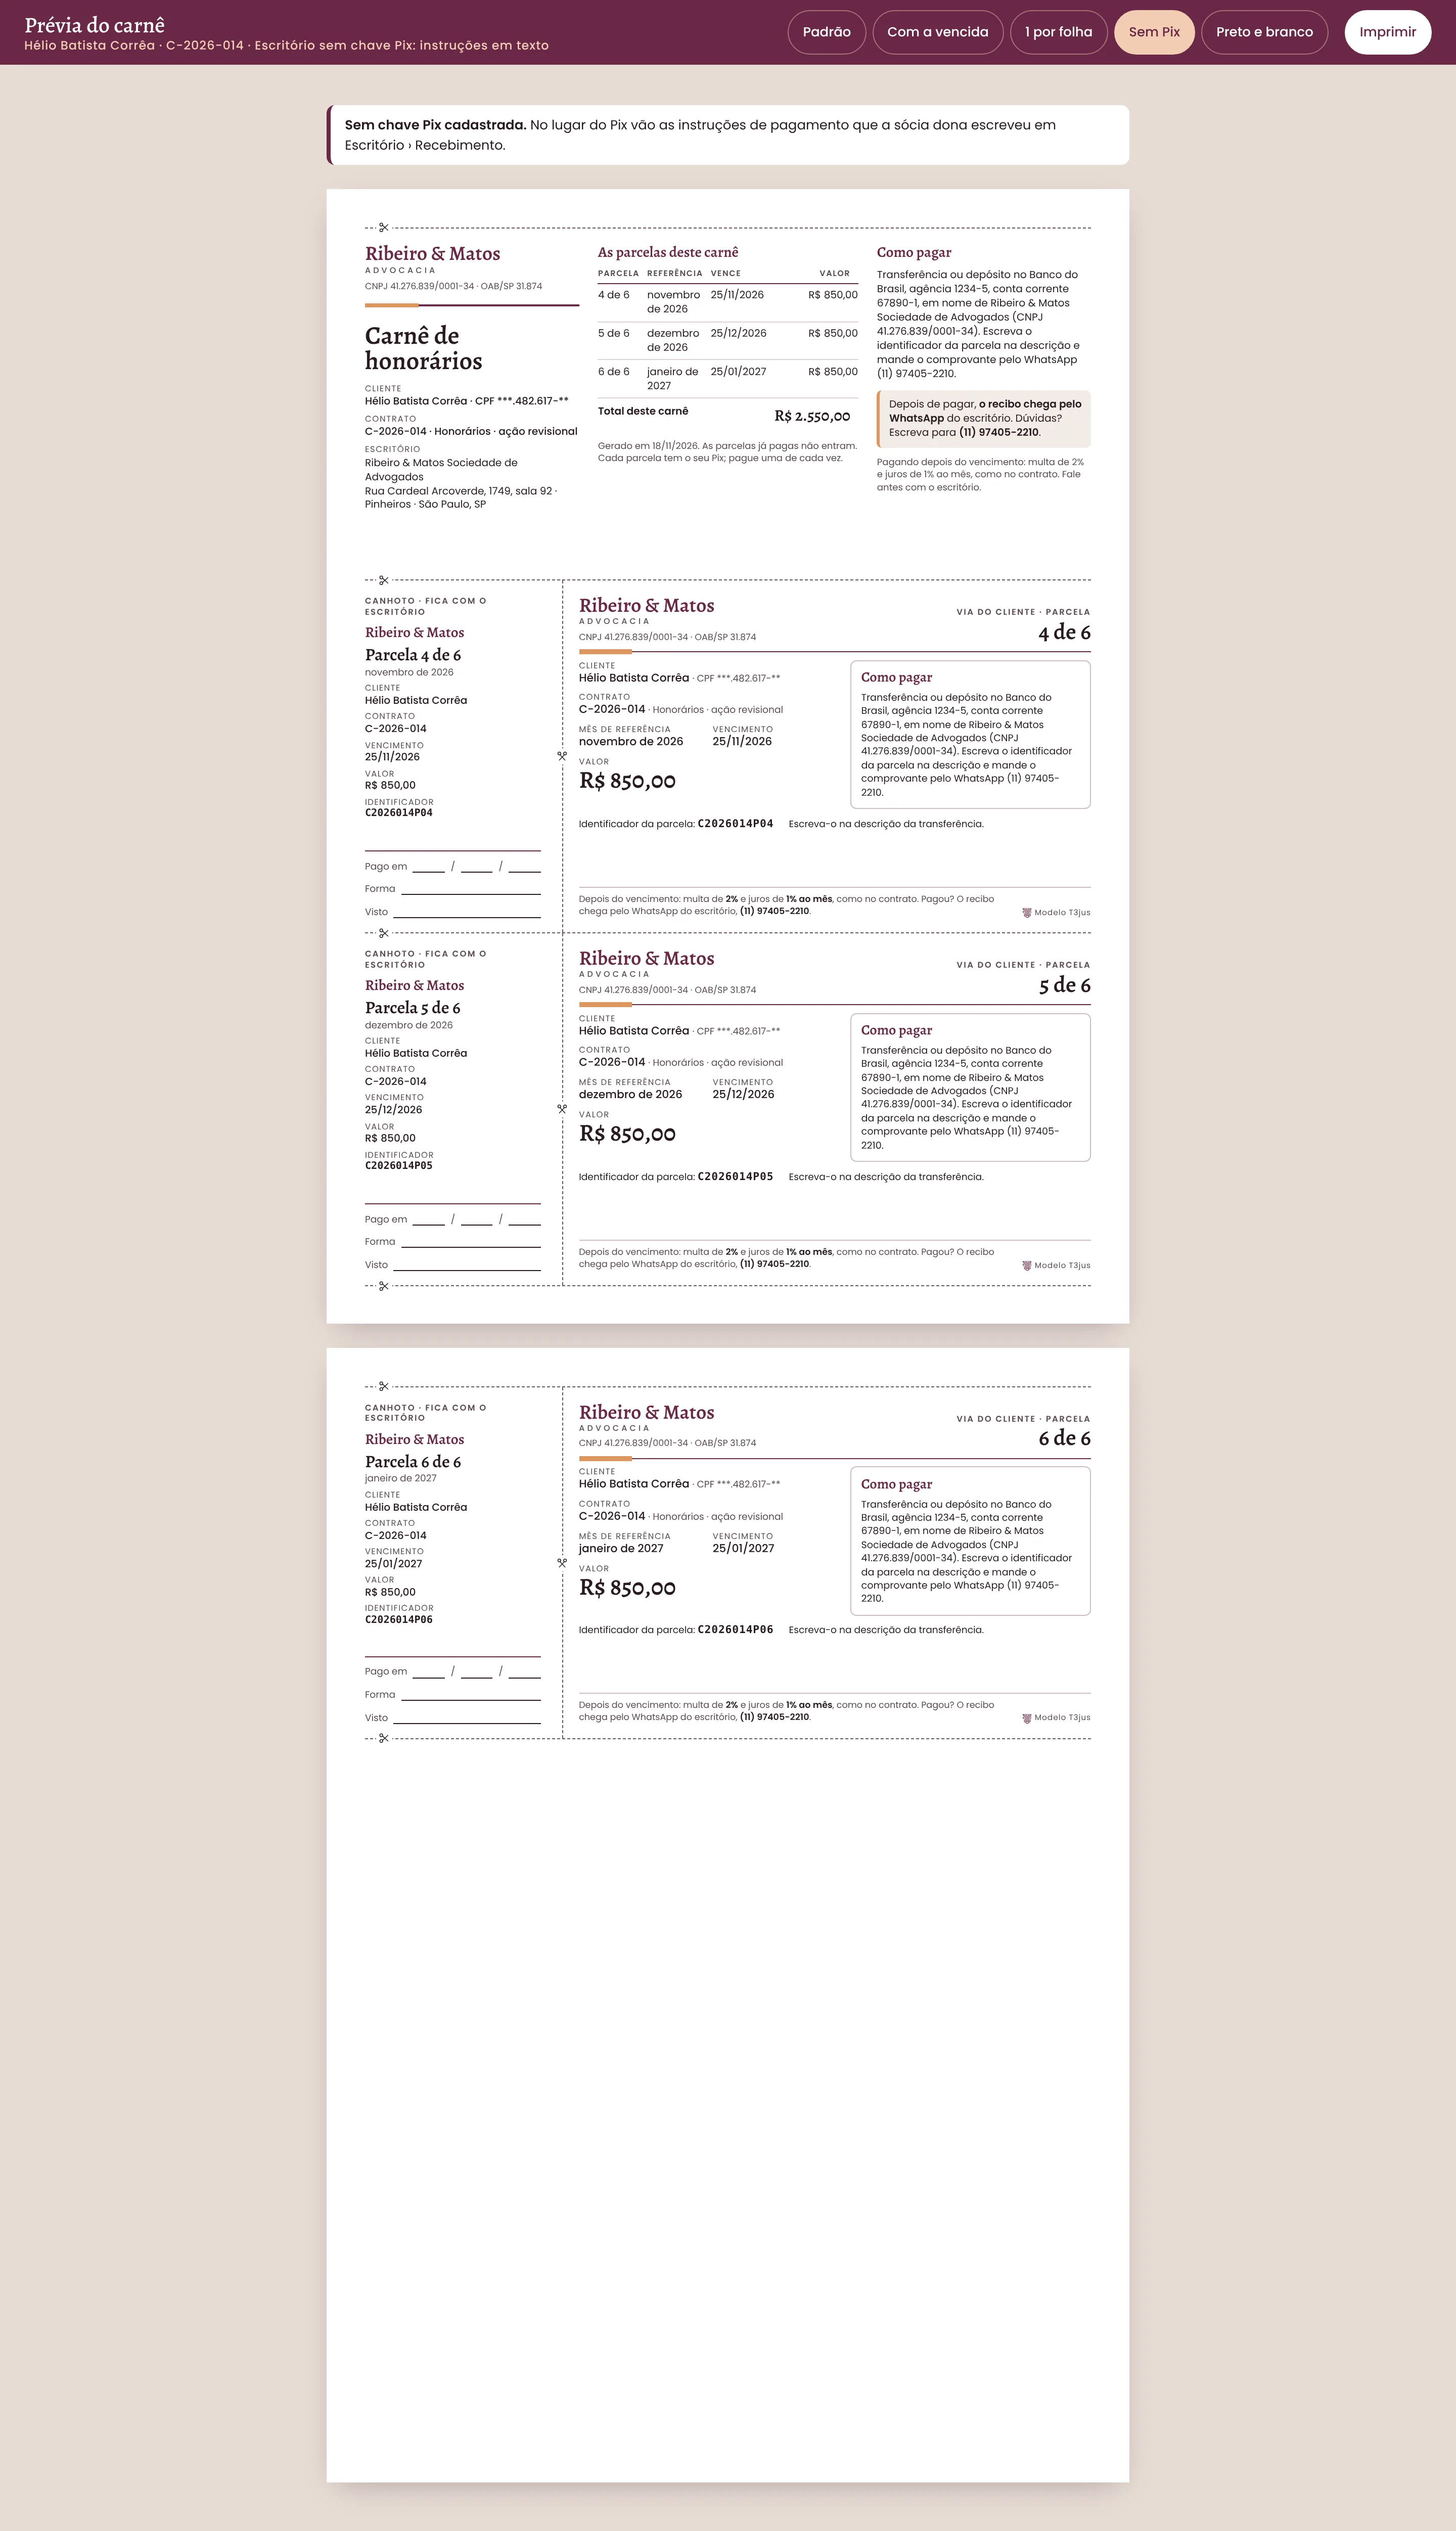 Prévia do carnê
Hélio Batista Corrêa · C-2026-014 · Escritório sem chave Pix: instruções em texto
Padrão
Com a vencida
1 por folha
Sem Pix
Preto e branco
Imprimir
Sem chave Pix cadastrada. No lugar do Pix vão as instruções de pagamento que a sócia dona escreveu em
Escritório › Recebimento.
Ribeiro & Matos
ADVOCACIA
CNPJ 41.276.839/0001-34 · OAB/SP 31.874
Carnê de
honorários
CLIENTE
Hélio Batista Corrêa · CPF ***.482.617-**
CONTRATO
C-2026-014 · Honorários · ação revisional
ESCRITÓRIO
Ribeiro & Matos Sociedade de
Advogados
Rua Cardeal Arcoverde, 1749, sala 92 ·
Pinheiros · São Paulo, SP
As parcelas deste carnê
PARCELA REFERÊNCIA VENCE VALOR
4 de 6 novembro 25/11/2026 R$ 850,00
de 2026
5 de 6 dezembro 25/12/2026 R$ 850,00
de 2026
6 de 6 janeiro de 25/01/2027 R$ 850,00
2027
Total deste carnê R$ 2.550,00
Gerado em 18/11/2026. As parcelas já pagas não entram.
Cada parcela tem o seu Pix; pague uma de cada vez.
Como pagar
Transferência ou depósito no Banco do
Brasil, agência 1234-5, conta corrente
67890-1, em nome de Ribeiro & Matos
Sociedade de Advogados (CNPJ
41.276.839/0001-34). Escreva o
identificador da parcela na descrição e
mande o comprovante pelo WhatsApp
(11) 97405-2210.
Depois de pagar, o recibo chega pelo
WhatsApp do escritório. Dúvidas?
Escreva para (11) 97405-2210.
Pagando depois do vencimento: multa de 2%
e juros de 1% ao mês, como no contrato. Fale
antes com o escritório.
CANHOTO · FICA COM O
ESCRITÓRIO
Ribeiro & Matos
Parcela 4 de 6
novembro de 2026
CLIENTE
Hélio Batista Corrêa
CONTRATO
C-2026-014
VENCIMENTO
25/11/2026
VALOR
R$ 850,00
IDENTIFICADOR
C2026014P04
Pago em / /
Forma
Visto
Ribeiro & Matos
ADVOCACIA
CNPJ 41.276.839/0001-34 · OAB/SP 31.874
VIA DO CLIENTE · PARCELA
4 de 6
CLIENTE
Hélio Batista Corrêa · CPF ***.482.617-**
CONTRATO
C-2026-014 · Honorários · ação revisional
MÊS DE REFERÊNCIA VENCIMENTO
novembro de 2026 25/11/2026
VALOR
R$ 850,00
Como pagar
Transferência ou depósito no Banco do
Brasil, agência 1234-5, conta corrente
67890-1, em nome de Ribeiro & Matos
Sociedade de Advogados (CNPJ
41.276.839/0001-34). Escreva o identificador
da parcela na descrição e mande o
comprovante pelo WhatsApp (11) 97405-
2210.
Identificador da parcela: C2026014P04 Escreva-o na descrição da transferência.
Depois do vencimento: multa de 2% e juros de 1% ao mês, como no contrato. Pagou? O recibo
chega pelo WhatsApp do escritório, (11) 97405-2210.
Modelo T3jus
CANHOTO · FICA COM O
ESCRITÓRIO
Ribeiro & Matos
Parcela 5 de 6
dezembro de 2026
CLIENTE
Hélio Batista Corrêa
CONTRATO
C-2026-014
VENCIMENTO
25/12/2026
VALOR
R$ 850,00
IDENTIFICADOR
C2026014P05
Pago em / /
Forma
Visto
Ribeiro & Matos
ADVOCACIA
CNPJ 41.276.839/0001-34 · OAB/SP 31.874
VIA DO CLIENTE · PARCELA
5 de 6
CLIENTE
Hélio Batista Corrêa · CPF ***.482.617-**
CONTRATO
C-2026-014 · Honorários · ação revisional
MÊS DE REFERÊNCIA VENCIMENTO
dezembro de 2026 25/12/2026
VALOR
R$ 850,00
Como pagar
Transferência ou depósito no Banco do
Brasil, agência 1234-5, conta corrente
67890-1, em nome de Ribeiro & Matos
Sociedade de Advogados (CNPJ
41.276.839/0001-34). Escreva o identificador
da parcela na descrição e mande o
comprovante pelo WhatsApp (11) 97405-
2210.
Identificador da parcela: C2026014P05 Escreva-o na descrição da transferência.
Depois do vencimento: multa de 2% e juros de 1% ao mês, como no contrato. Pagou? O recibo
chega pelo WhatsApp do escritório, (11) 97405-2210.
Modelo T3jus
CANHOTO · FICA COM O
ESCRITÓRIO
Ribeiro & Matos
Parcela 6 de 6
janeiro de 2027
CLIENTE
Hélio Batista Corrêa
CONTRATO
C-2026-014
VENCIMENTO
25/01/2027
VALOR
R$ 850,00
IDENTIFICADOR
C2026014P06
Pago em / /
Forma
Visto
Ribeiro & Matos
ADVOCACIA
CNPJ 41.276.839/0001-34 · OAB/SP 31.874
VIA DO CLIENTE · PARCELA
6 de 6
CLIENTE
Hélio Batista Corrêa · CPF ***.482.617-**
CONTRATO
C-2026-014 · Honorários · ação revisional
MÊS DE REFERÊNCIA VENCIMENTO
janeiro de 2027 25/01/2027
VALOR
R$ 850,00
Como pagar
Transferência ou depósito no Banco do
Brasil, agência 1234-5, conta corrente
67890-1, em nome de Ribeiro & Matos
Sociedade de Advogados (CNPJ
41.276.839/0001-34). Escreva o identificador
da parcela na descrição e mande o
comprovante pelo WhatsApp (11) 97405-
2210.
Identificador da parcela: C2026014P06 Escreva-o na descrição da transferência.
Depois do vencimento: multa de 2% e juros de 1% ao mês, como no contrato. Pagou? O recibo
chega pelo WhatsApp do escritório, (11) 97405-2210.
Modelo T3jus